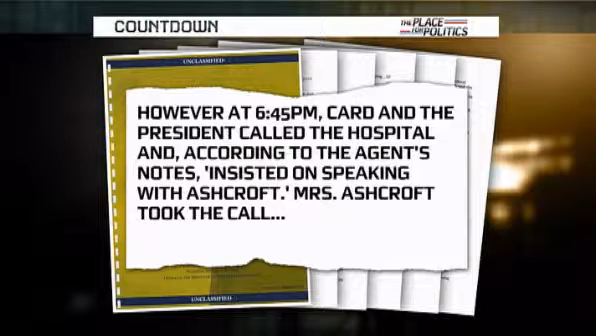 COUNTDOWN
THE PLACE
FOR POLITICS
UNCLASSIFIED
HOWEVER AT 6:45PM, CARD AND THE
PRESIDENT CALLED THE HOSPITAL
AND, ACCORDING TO THE AGENT'S
NOTES, 'INSISTED ON SPEAKING
WITH ASHCROFT.' MRS. ASHCROFT
TOOK THE CALL...
UNCLASSIFIED